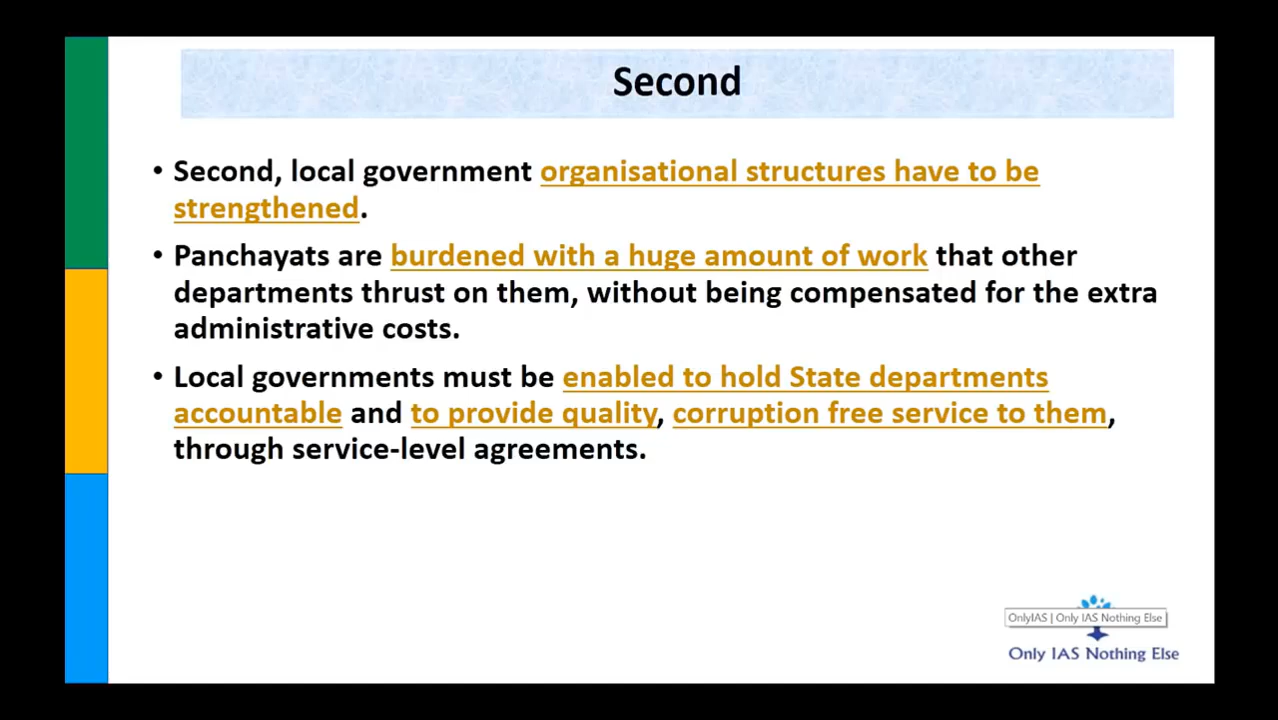 Second
• Second, local government organisational structures have to be
strengthened.
• Panchayats are burdened with a huge amount of work that other
departments thrust on them, without being compensated for the extra
administrative costs.
• Local governments must be enabled to hold State departments
accountable and to provide quality, corruption free service to them,
through service-level agreements.
OnlyIAS | Only IAS Nothing Else
Only IAS Nothing Else